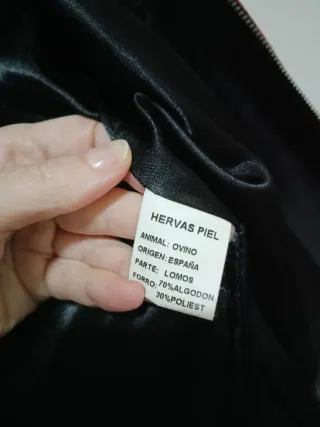 HERVAS PIEL
ANIMAL: OVINO
ORIGEN: ESPAÑA
PARTE: LOMOS
FORRO: 70%ALGODON
30%POLIEST